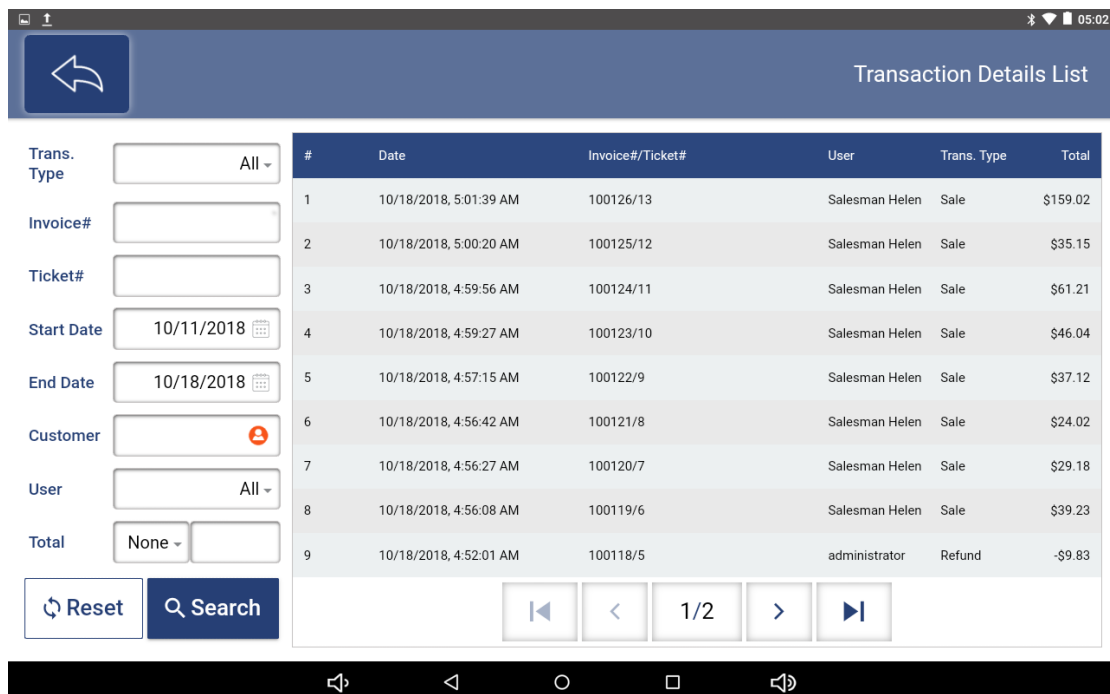 05:02
Transaction Details List
Trans.
Type
All
Invoice#
Ticket#
Start Date 10/11/2018
End Date 10/18/2018
Customer
User All
Total None
Reset Search
# Date Invoice#/Ticket# User Trans. Type Total
1 10/18/2018, 5:01:39 AM 100126/13 Salesman Helen Sale $159.02
2 10/18/2018, 5:00:20 AM 100125/12 Salesman Helen Sale $35.15
3 10/18/2018, 4:59:56 AM 100124/11 Salesman Helen Sale $61.21
4 10/18/2018, 4:59:27 AM 100123/10 Salesman Helen Sale $46.04
5 10/18/2018, 4:57:15 AM 100122/9 Salesman Helen Sale $37.12
6 10/18/2018, 4:56:42 AM 100121/8 Salesman Helen Sale $24.02
7 10/18/2018, 4:56:27 AM 100120/7 Salesman Helen Sale $29.18
8 10/18/2018, 4:56:08 AM 100119/6 Salesman Helen Sale $39.23
9 10/18/2018, 4:52:01 AM 100118/5 administrator Refund -$9.83
1/2